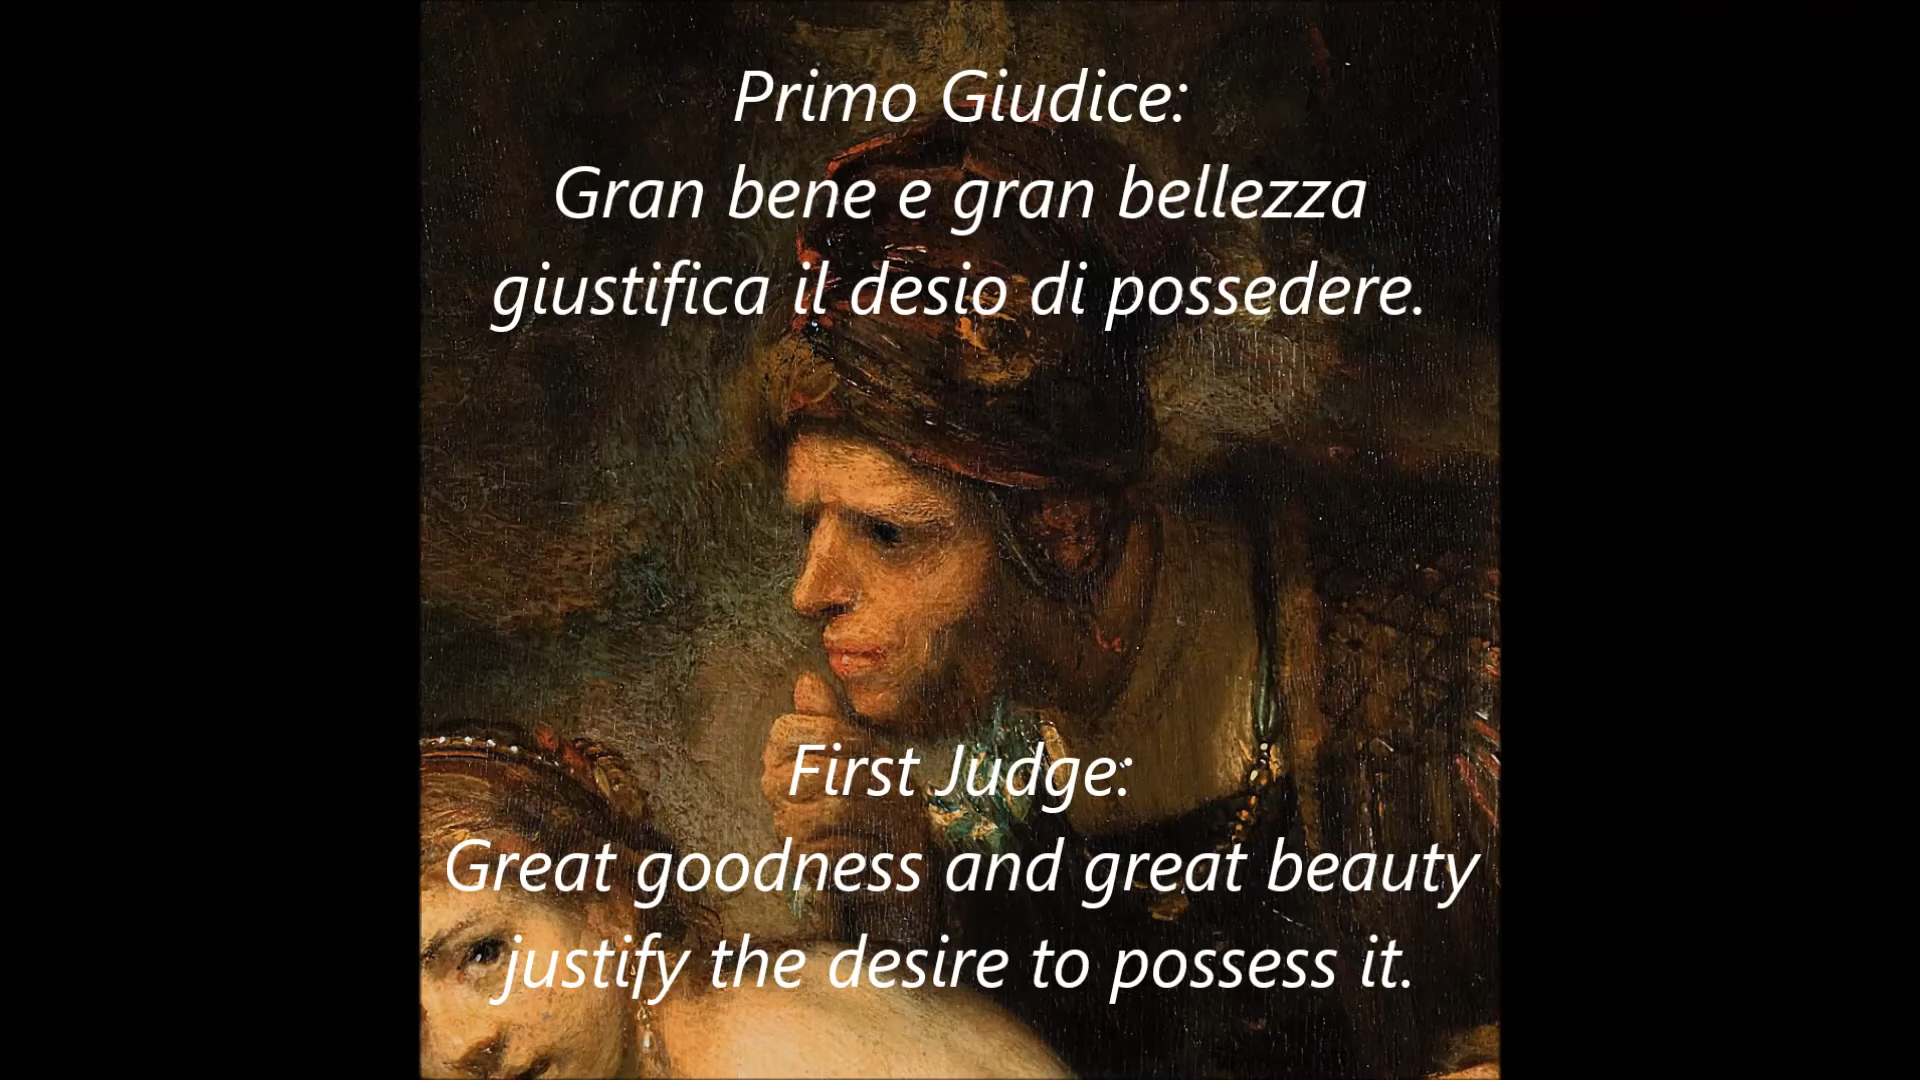 Primo Giudice:
Gran bene e gran bellezza
giustifica il desio di possedere.
First Judge:
Great goodness and great beauty
justify the desire to possess it.